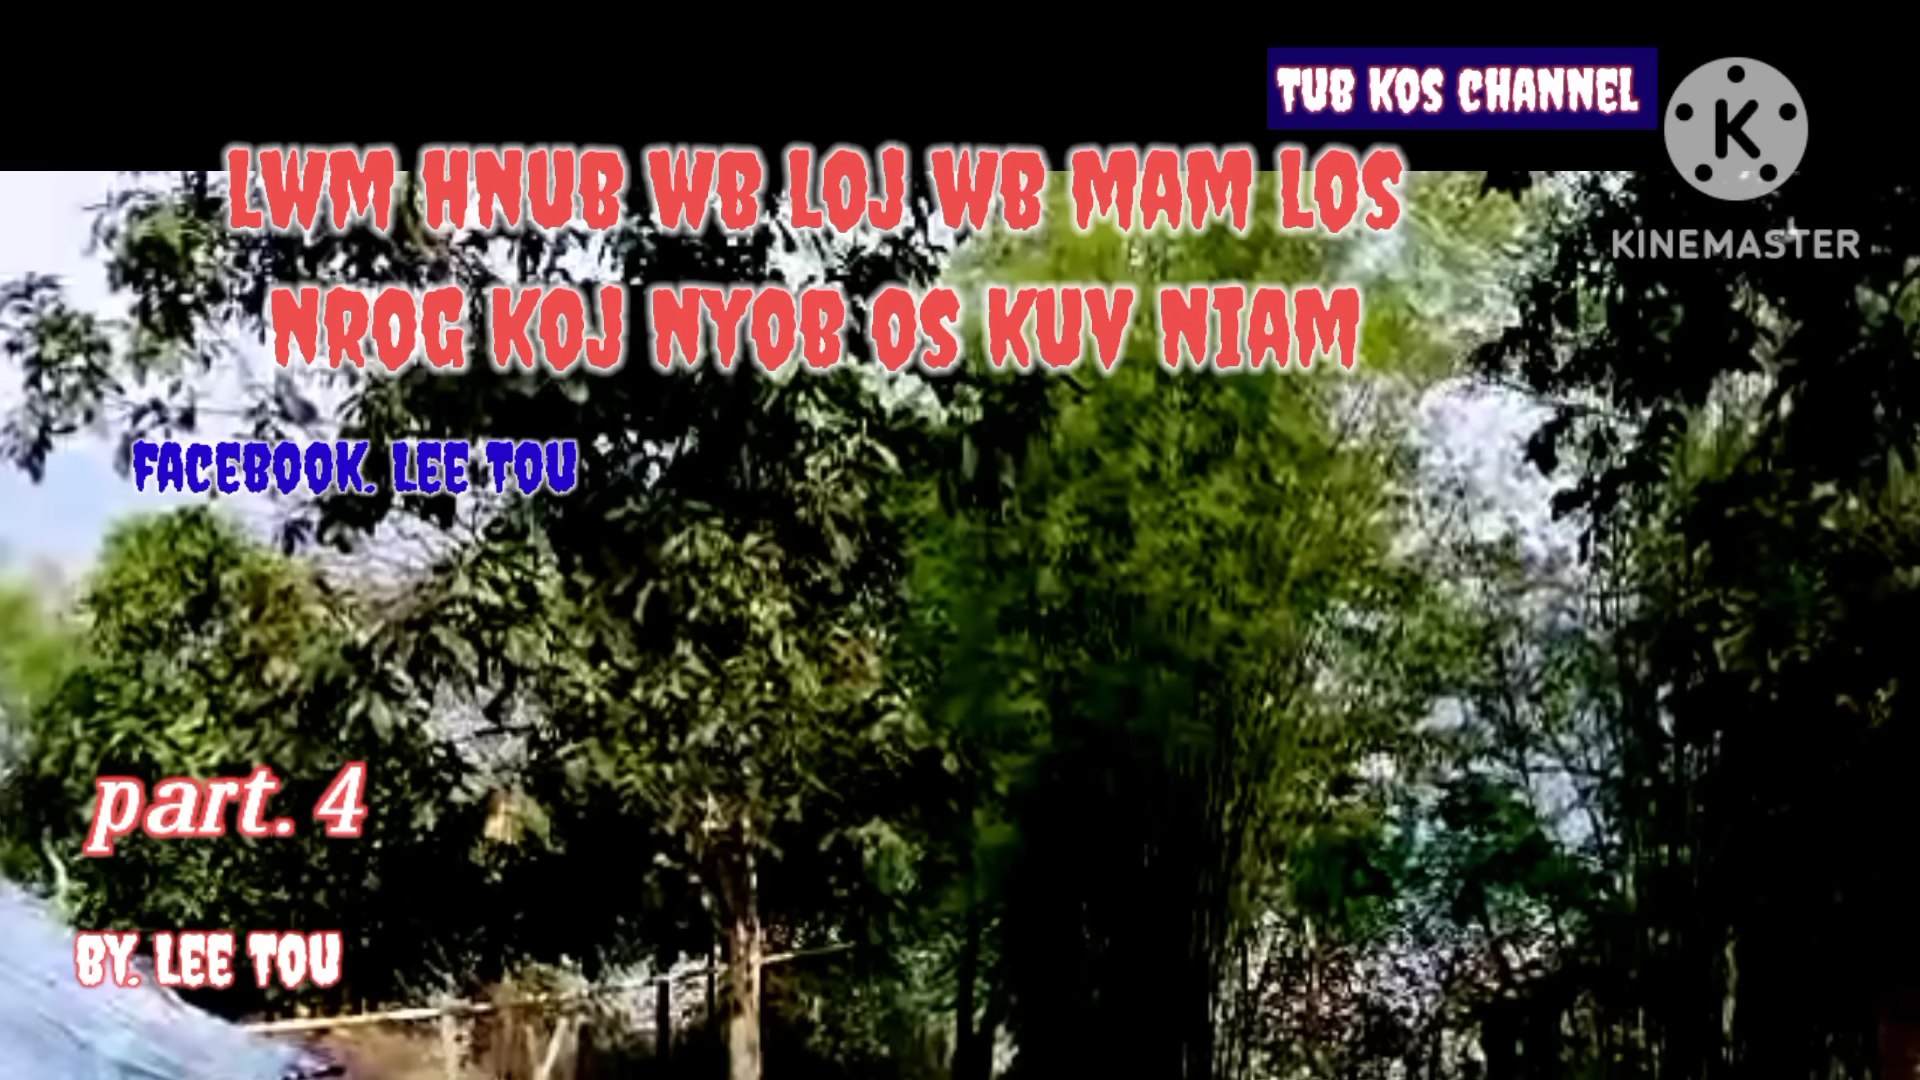 TUB KOS CHANNEL
K
KINEMASTER
LWM HNUB WB LOJ WB MAM LOS
NROG KOJ NYOB OS KUV NIAM
FACEBOOK. LEE TOU
part. 4
BY. LEE TOU